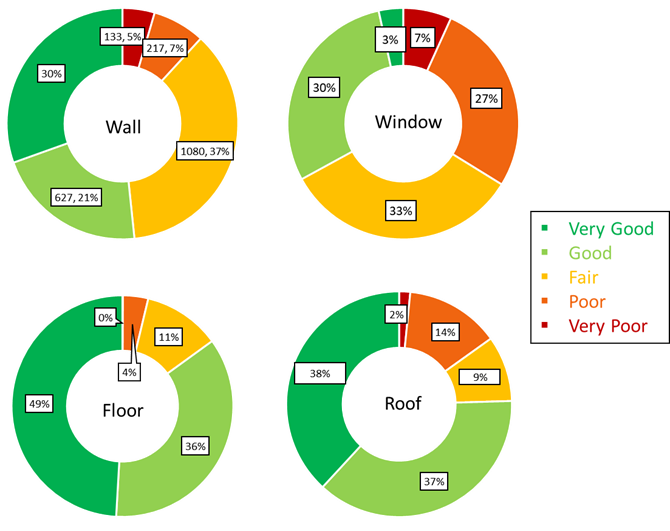 133, 5%
217, 7%
30%
Wall
1080, 37%
627, 21%
3%
7%
30%
27%
Window
33%
Very Good
Good
Fair
Poor
Very Poor
0%
11%
4%
49%
Floor
36%
2%
14%
38%
9%
Roof
37%